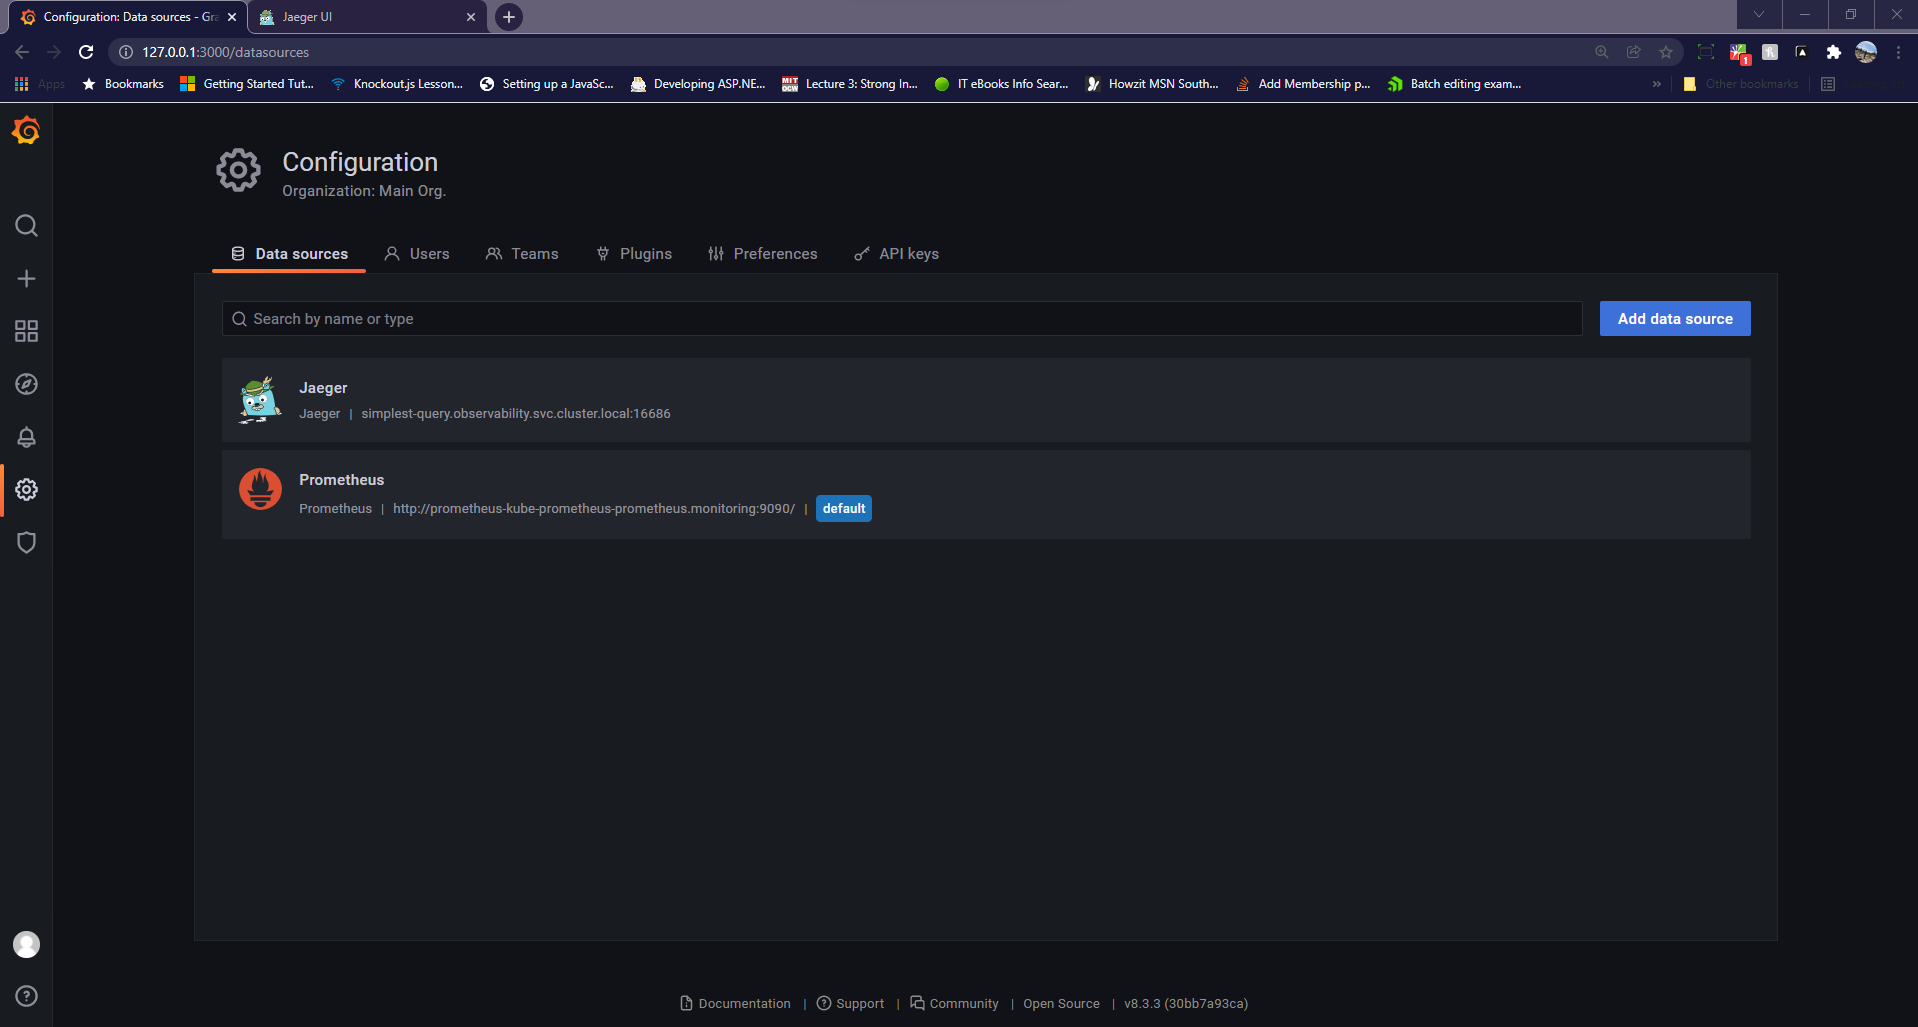 Configuration: Data sources - Gra
Jaeger UI
127.0.0.1:3000/datasources
Apps Bookmarks Getting Started Tut... Knockout.js Lesson... Setting up a JavaSc... Developing ASP.NE... MIT OCW Lecture 3: Strong In... IT eBooks Info Sear... Howzit MSN South... Add Membership p... Batch editing exam... » Other bookmarks
1
Configuration
Organization: Main Org.
Data sources Users Teams Plugins Preferences API keys
Search by name or type Add data source
Jaeger
Jaeger | simplest-query.observability.svc.cluster.local:16686
Prometheus
Prometheus | http://prometheus-kube-prometheus-prometheus.monitoring:9090/ | default
Documentation | Support | Community | Open Source | v8.3.3 (30bb7a93ca)